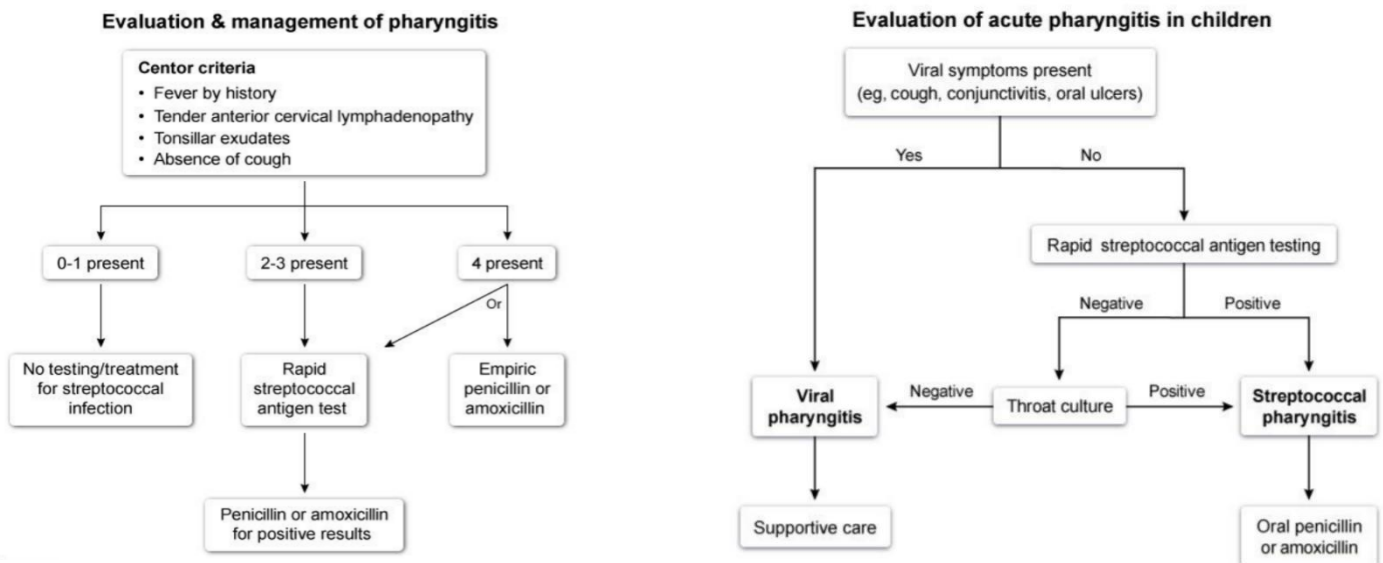 Evaluation & management of pharyngitis
Centor criteria
• Fever by history
• Tender anterior cervical lymphadenopathy
• Tonsillar exudates
• Absence of cough
0-1 present
2-3 present
4 present
Or
No testing/treatment
for streptococcal
infection
Rapid
streptococcal
antigen test
Empiric
penicillin or
amoxicillin
Penicillin or amoxicillin
for positive results
Evaluation of acute pharyngitis in children
Viral symptoms present
(eg, cough, conjunctivitis, oral ulcers)
Yes
No
Rapid streptococcal antigen testing
Negative
Positive
Viral
pharyngitis
Negative
Throat culture
Positive
Streptococcal
pharyngitis
Supportive care
Oral penicillin
or amoxicillin